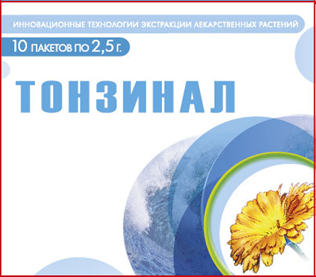 ИННОВАЦИОННЫЕ ТЕХНОЛОГИИ ЭКСТРАКЦИИ ЛЕКАРСТВЕННЫХ РАСТЕНИЙ
10 ПАКЕТОВ ПО 2,5 Г.
ТОНЗИНАЛ